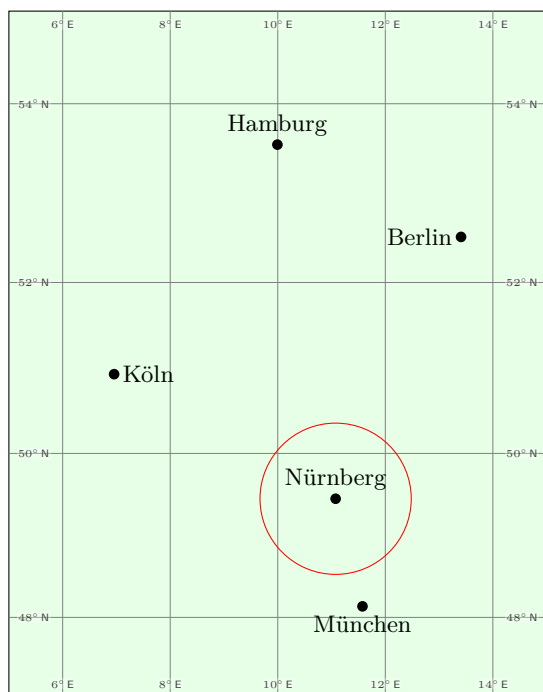 6° E 8° E 10° E 12° E 14° E
54° N 54° N
Hamburg
Berlin
52° N 52° N
Köln
50° N 50° N
Nürnberg
48° N 48° N
München
6° E 8° E 10° E 12° E 14° E